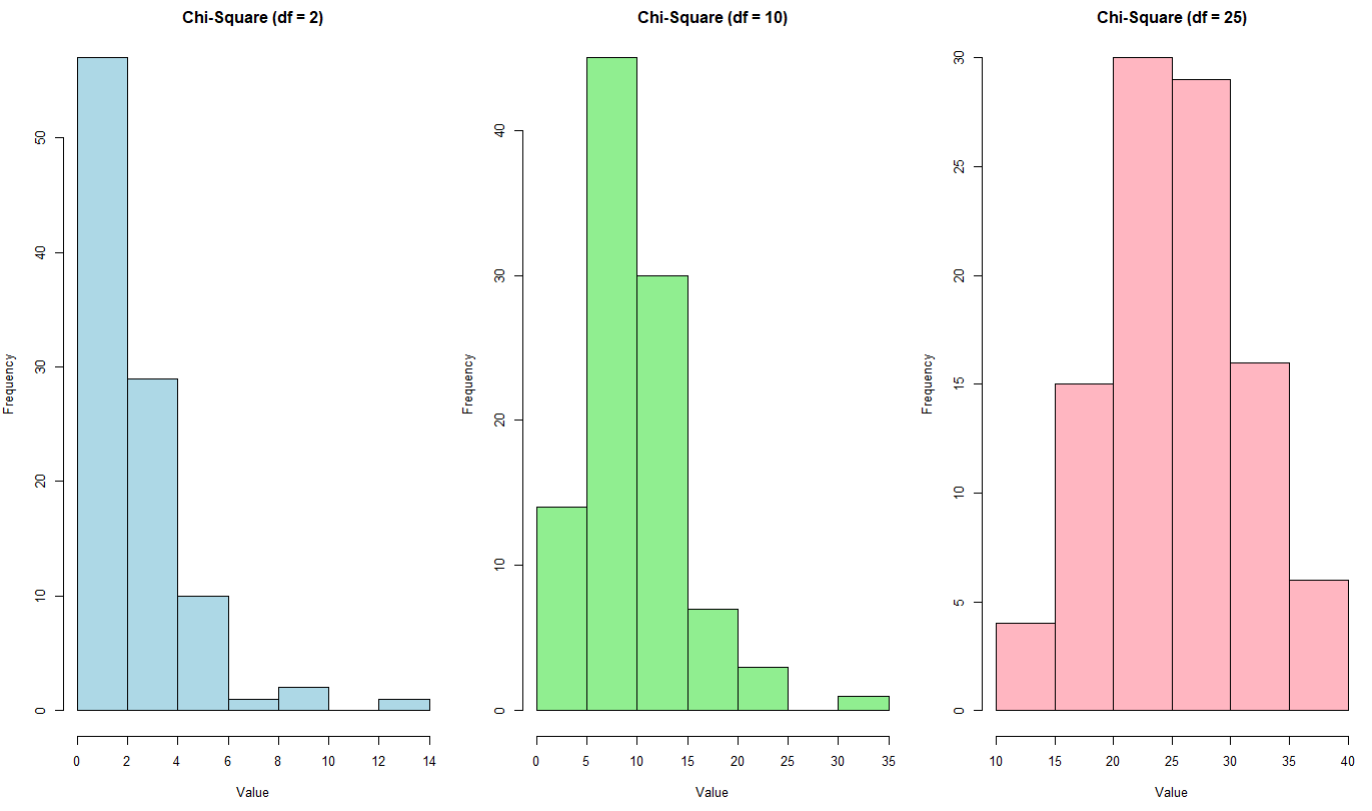 Chi-Square (df = 2)
Frequency
50
40
30
20
10
0
0 2 4 6 8 10 12 14
Value
Chi-Square (df = 10)
Frequency
40
30
20
10
0
0 5 10 15 20 25 30 35
Value
Chi-Square (df = 25)
Frequency
30
25
20
15
10
5
0
10 15 20 25 30 35 40
Value